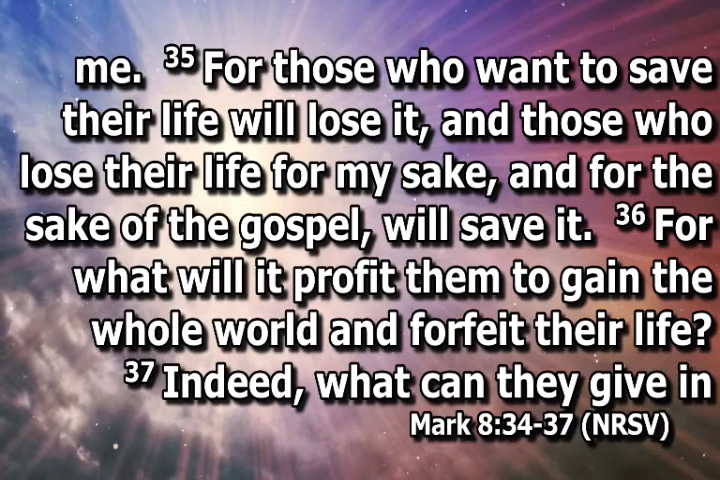 me. 35 For those who want to save
their life will lose it, and those who
lose their life for my sake, and for the
sake of the gospel, will save it. 36 For
what will it profit them to gain the
whole world and forfeit their life?
37 Indeed, what can they give in
Mark 8:34-37 (NRSV)